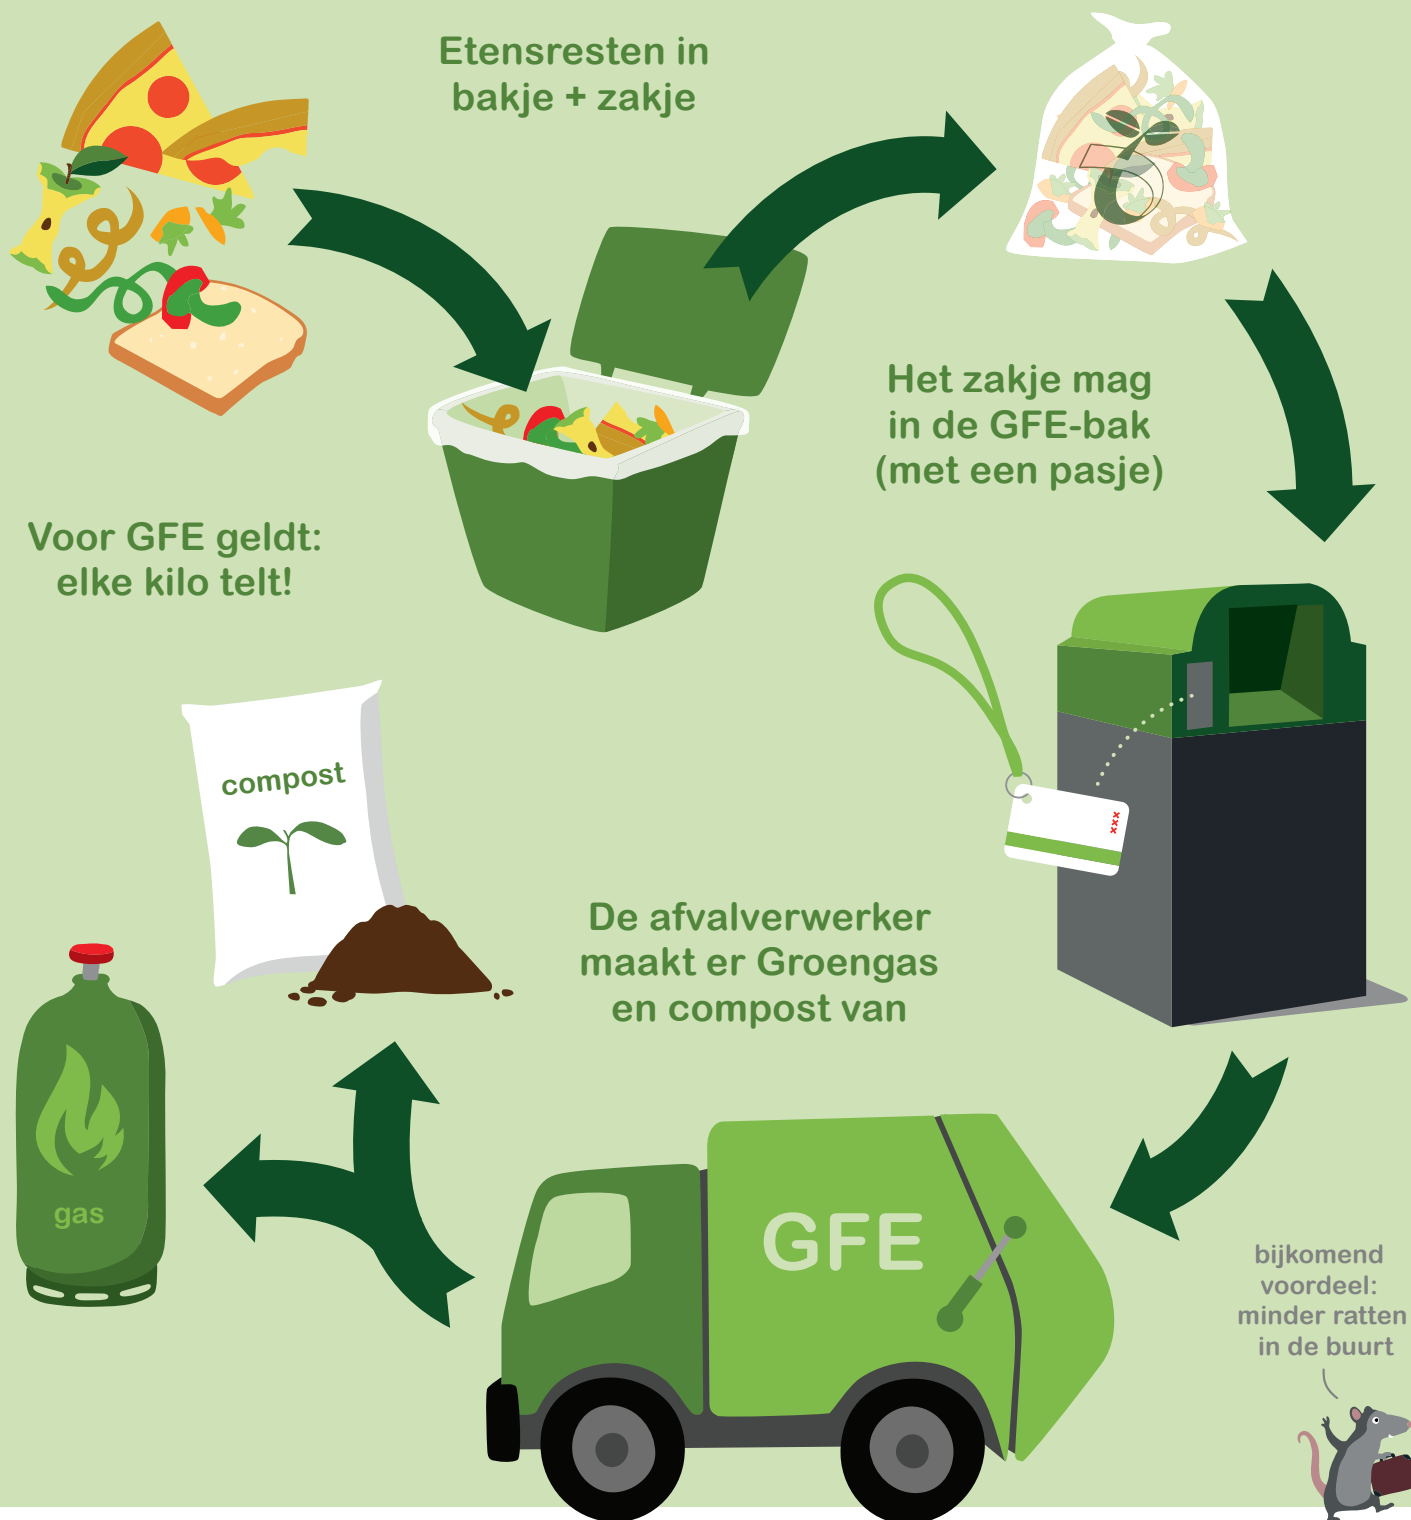 Etensresten in
bakje + zakje
Het zakje mag
in de GFE-bak
(met een pasje)
Voor GFE geldt:
elke kilo telt!
compost
xxx
De afvalverwerker
maakt er Groengas
en compost van
gas
GFE
bijkomend
voordeel:
minder ratten
in de buurt